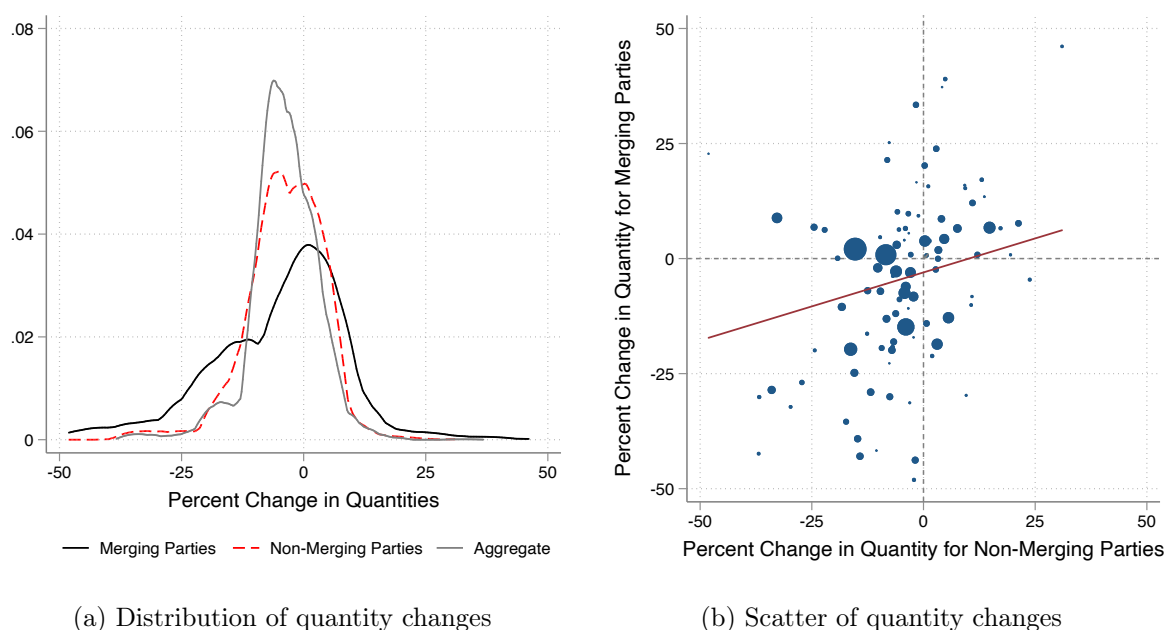 .08
.06
.04
.02
0
-50 -25 0 25 50
Percent Change in Quantities
Merging Parties Non-Merging Parties Aggregate
(a) Distribution of quantity changes
Percent Change in Quantity for Merging Parties
50
25
0
-25
-50
-50 -25 0 25 50
Percent Change in Quantity for Non-Merging Parties
(b) Scatter of quantity changes